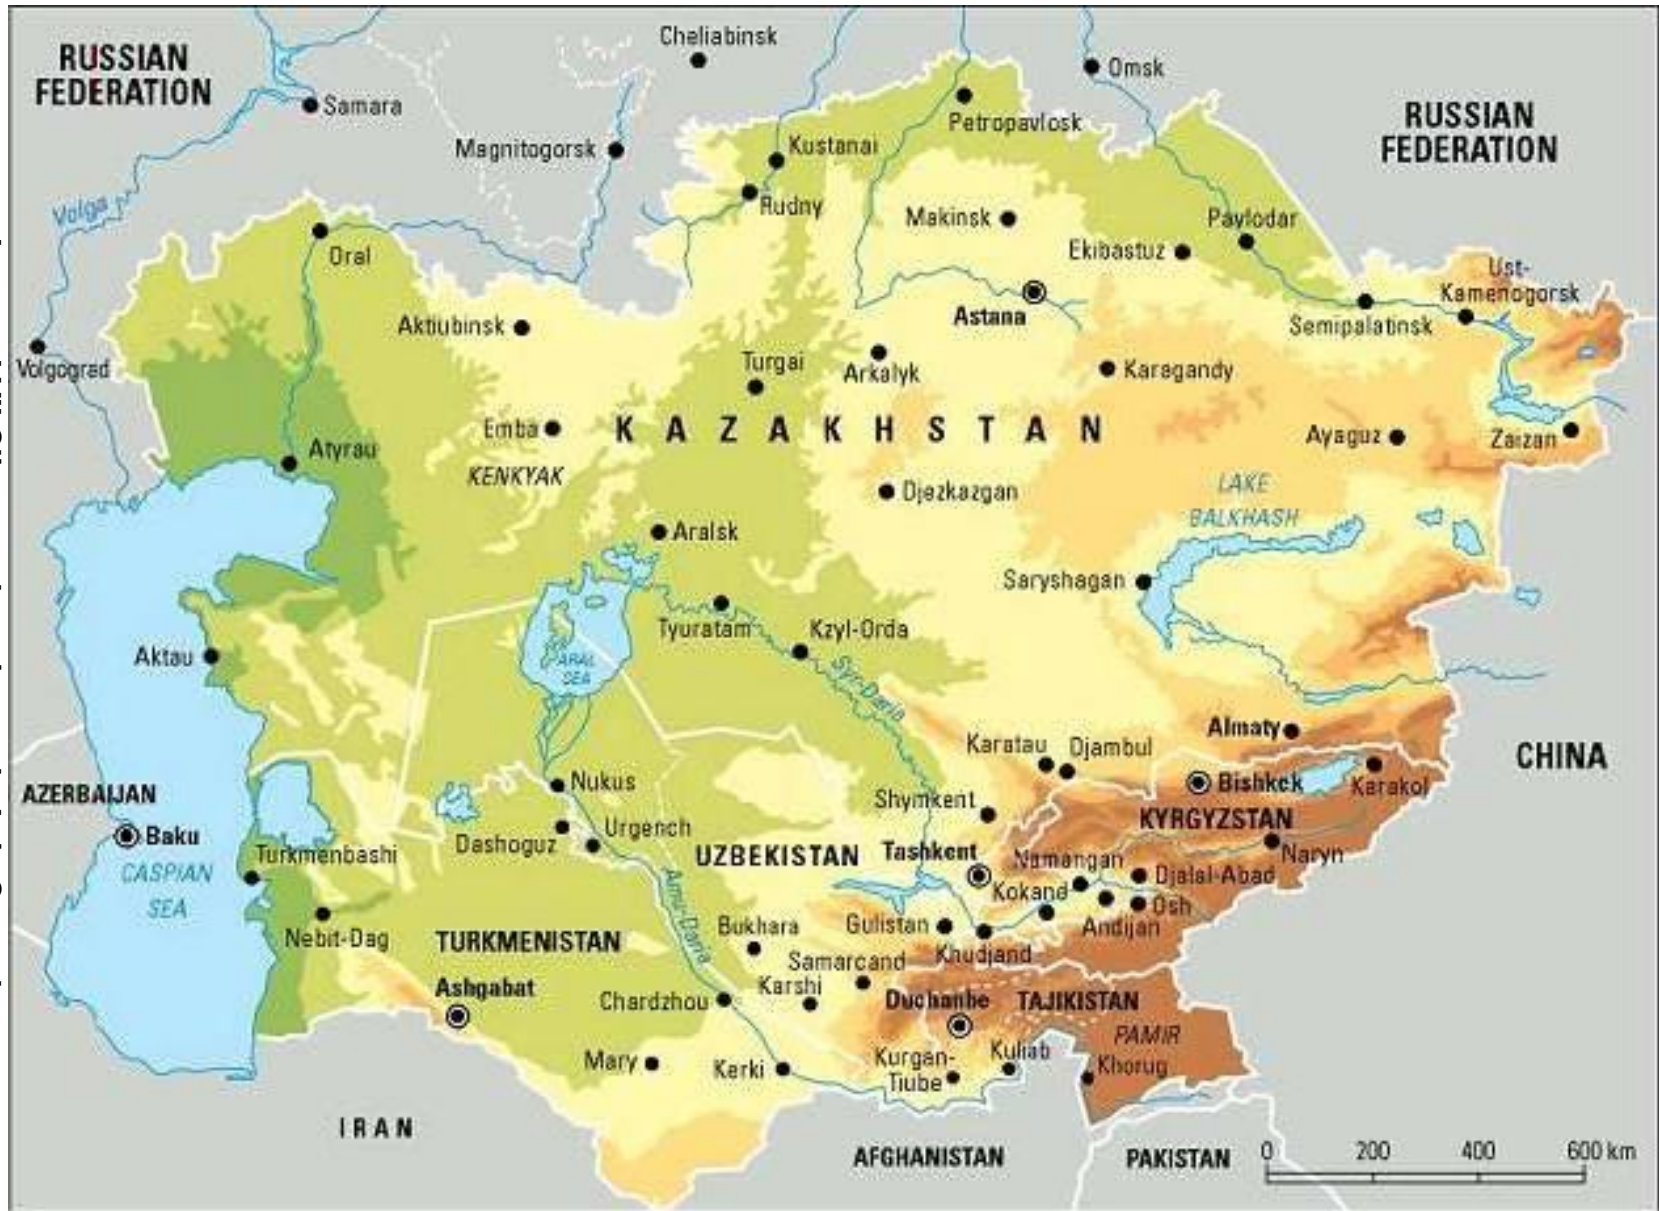 Cheliabinsk
RUSSIAN
FEDERATION
Omsk
Samara
Petropavlosk
RUSSIAN
FEDERATION
Magnitogorsk
Kustanai
Volga
Rudny
Makinsk
Pavlodar
Oral
Ekibastuz
Ust-
Kamenogorsk
Astana
Aktiubinsk
Semipalatinsk
Volgograd
Turgai
Arkalyk
Karagandy
Emba
KAZAKHSTAN
Ayaguz
Zaizan
Atyrau
KENKYAK
Djezkazgan
LAKE
BALKHASH
Aralsk
Saryshagan
Tyuratam
Kzyl-Orda
Aktau
ARAL
SEA
Syr-Daria
Almaty
Karatau
Djambul
CHINA
Nukus
Bishkek
Karakol
AZERBAIJAN
Shymkent
KYRGYZSTAN
Baku
Dashoguz
Urgench
Turkmenbashi
UZBEKISTAN
Tashkent
Namangan
Naryn
CASPIAN
SEA
Amu-Daria
Kokand
Djalal-Abad
Osh
Nebit-Dag
TURKMENISTAN
Bukhara
Gulistan
Andijan
Khudjand
Samarcand
Ashgabat
Karshi
Chardzhou
Duchanbe
TAJIKISTAN
PAMIR
Mary
Kerki
Kurgan-
Tiube
Kuliab
Khorug
IRAN
AFGHANISTAN
PAKISTAN
0 200 400 600 km